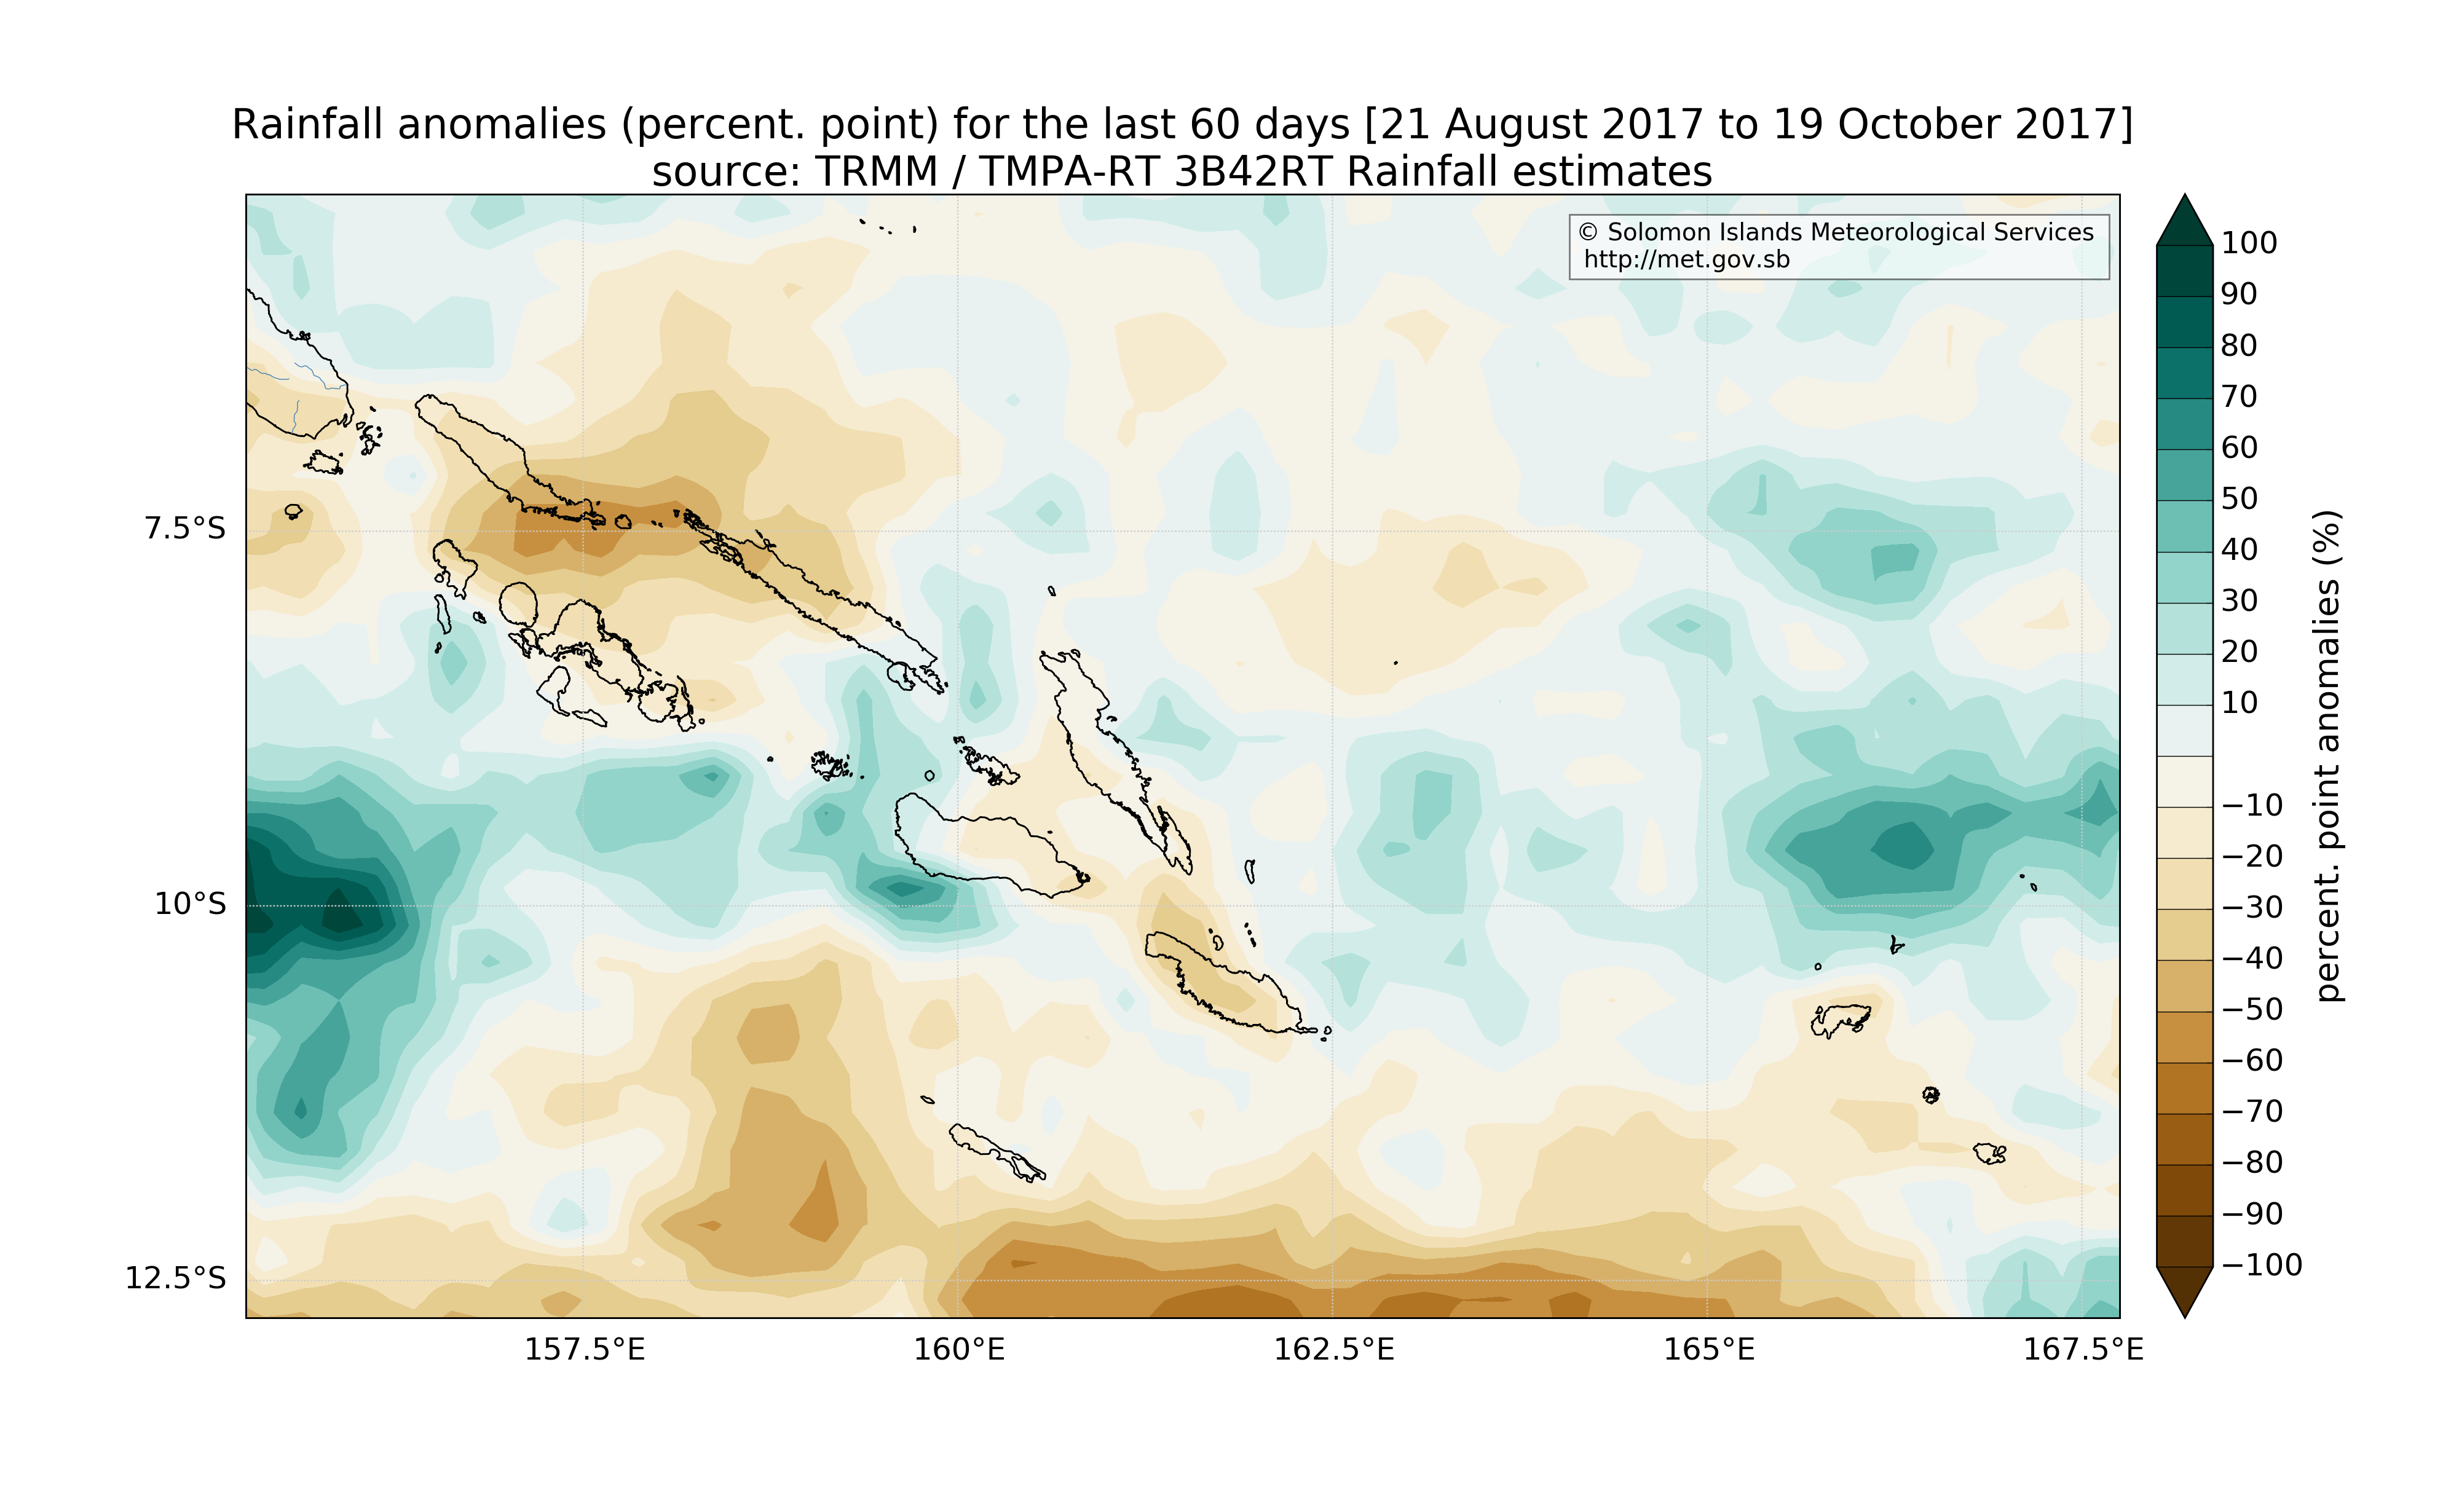 Rainfall anomalies (percent. point) for the last 60 days [21 August 2017 to 19 October 2017]
source: TRMM / TMPA-RT 3B42RT Rainfall estimates
© Solomon Islands Meteorological Services
http://met.gov.sb
7.5°S
10°S
12.5°S
157.5°E
160°E
162.5°E
165°E
167.5°E
100
90
80
70
60
50
40
30
20
10
−10
−20
−30
−40
−50
−60
−70
−80
−90
−100
percent. point anomalies (%)